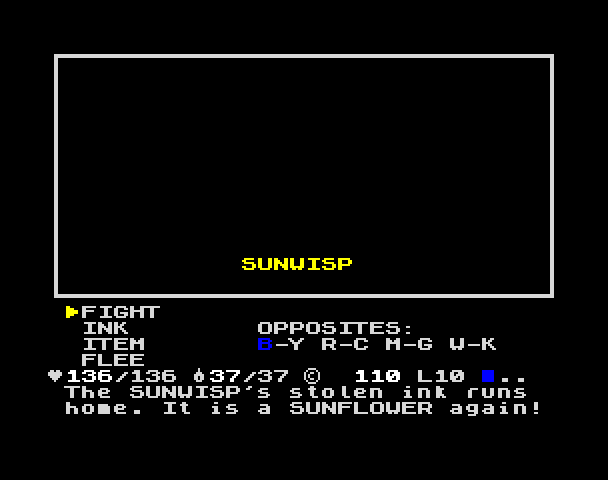 SUNWISP
FIGHT
INK OPPOSITES:
ITEM B-Y R-C M-G W-K
FLEE
136/136 37/37 © 110 L10 ..
The SUNWISP's stolen ink runs
home. It is a SUNFLOWER again!